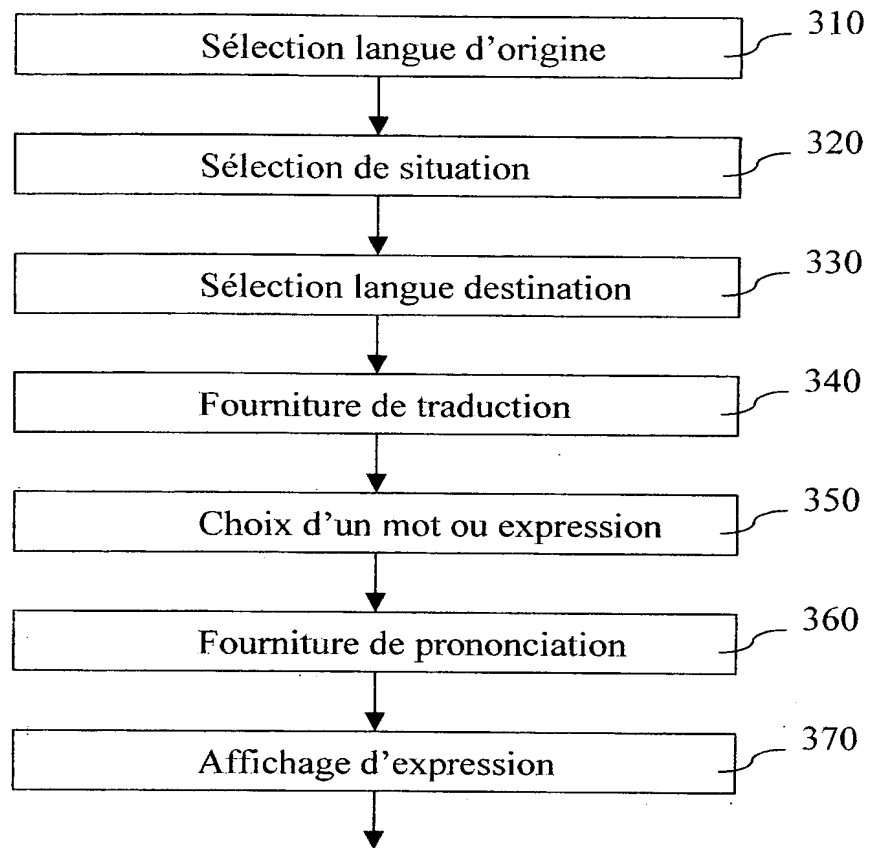 310
Sélection langue d'origine
320
Sélection de situation
330
Sélection langue destination
340
Fourniture de traduction
350
Choix d'un mot ou expression
360
Fourniture de prononciation
370
Affichage d'expression